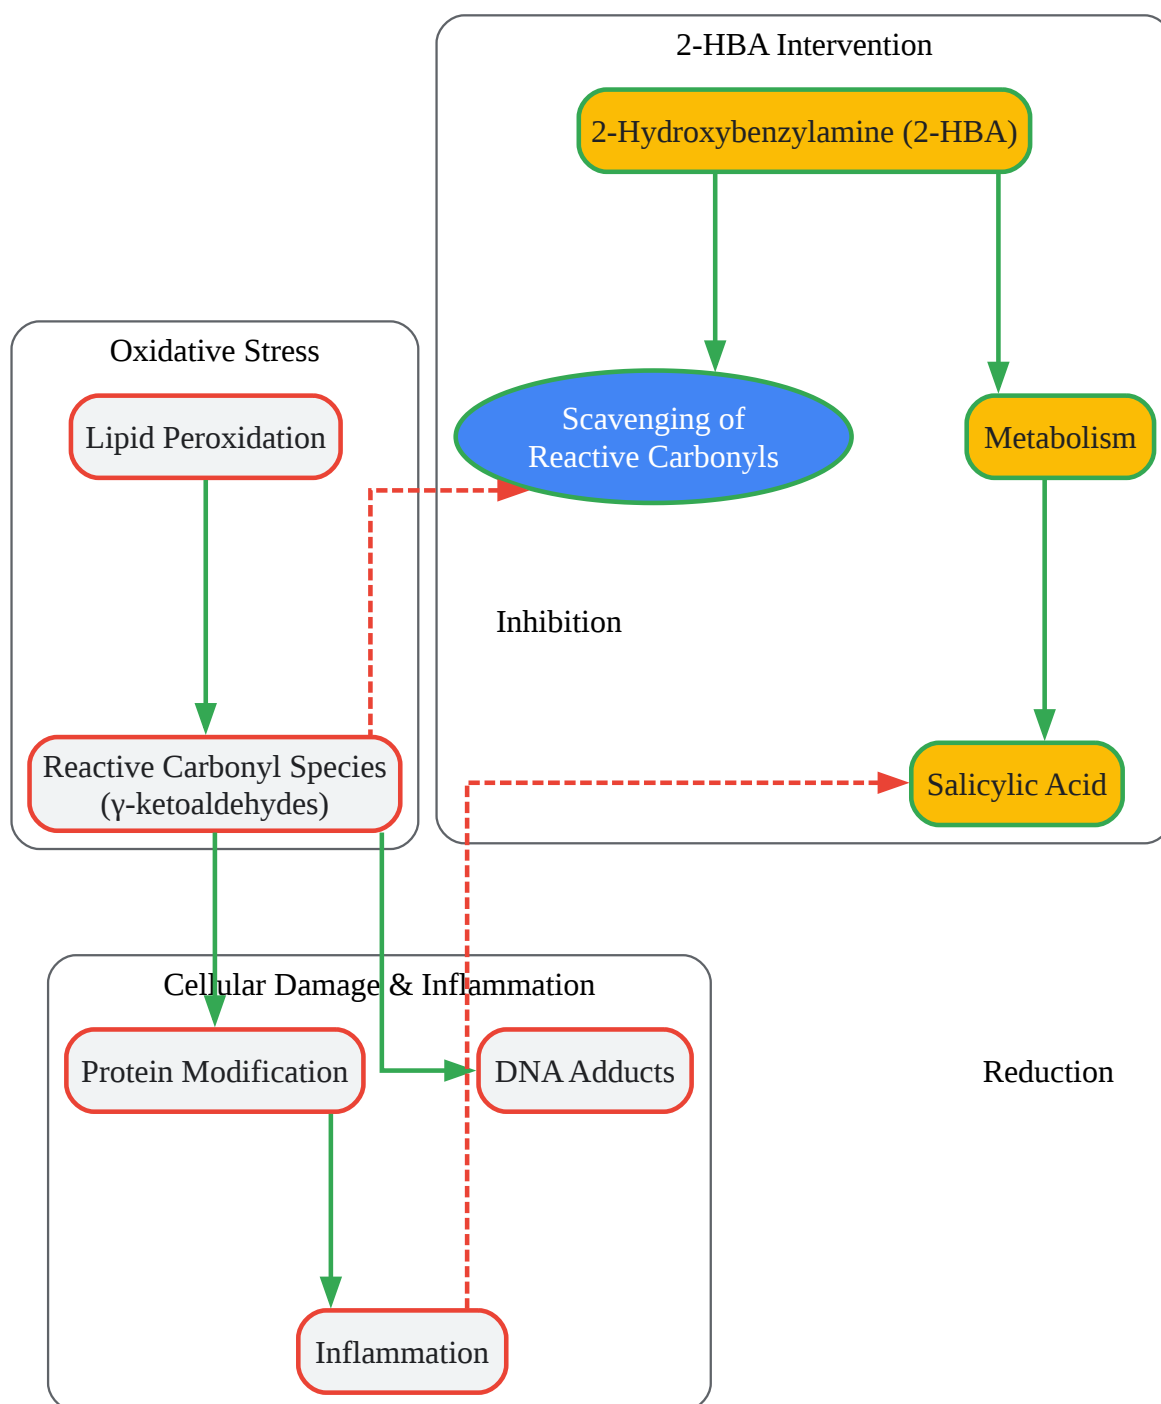 2-HBA Intervention
2-Hydroxybenzylamine (2-HBA)
Oxidative Stress
Lipid Peroxidation
Scavenging of
Reactive Carbonyls
Metabolism
Inhibition
Reactive Carbonyl Species
(γ-ketoaldehydes)
Salicylic Acid
Cellular Damage & Inflammation
Protein Modification
DNA Adducts
Reduction
Inflammation